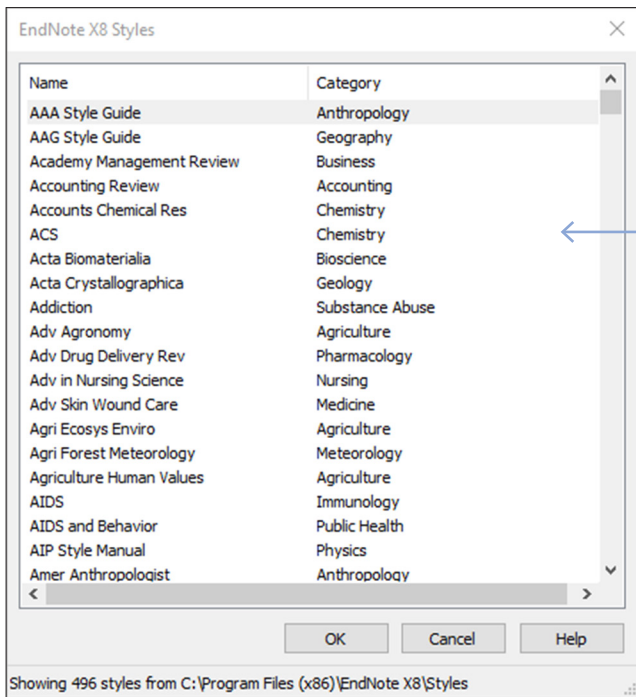 EndNote X8 Styles
Name Category
AAA Style Guide Anthropology
AAG Style Guide Geography
Academy Management Review Business
Accounting Review Accounting
Accounts Chemical Res Chemistry
ACS Chemistry
Acta Biomaterialia Bioscience
Acta Crystallographica Geology
Addiction Substance Abuse
Adv Agronomy Agriculture
Adv Drug Delivery Rev Pharmacology
Adv in Nursing Science Nursing
Adv Skin Wound Care Medicine
Agri Ecosys Enviro Agriculture
Agri Forest Meteorology Meteorology
Agriculture Human Values Agriculture
AIDS Immunology
AIDS and Behavior Public Health
AIP Style Manual Physics
Amer Anthropologist Anthropology
OK Cancel Help
Showing 496 styles from C:\Program Files (x86)\EndNote X8\Styles